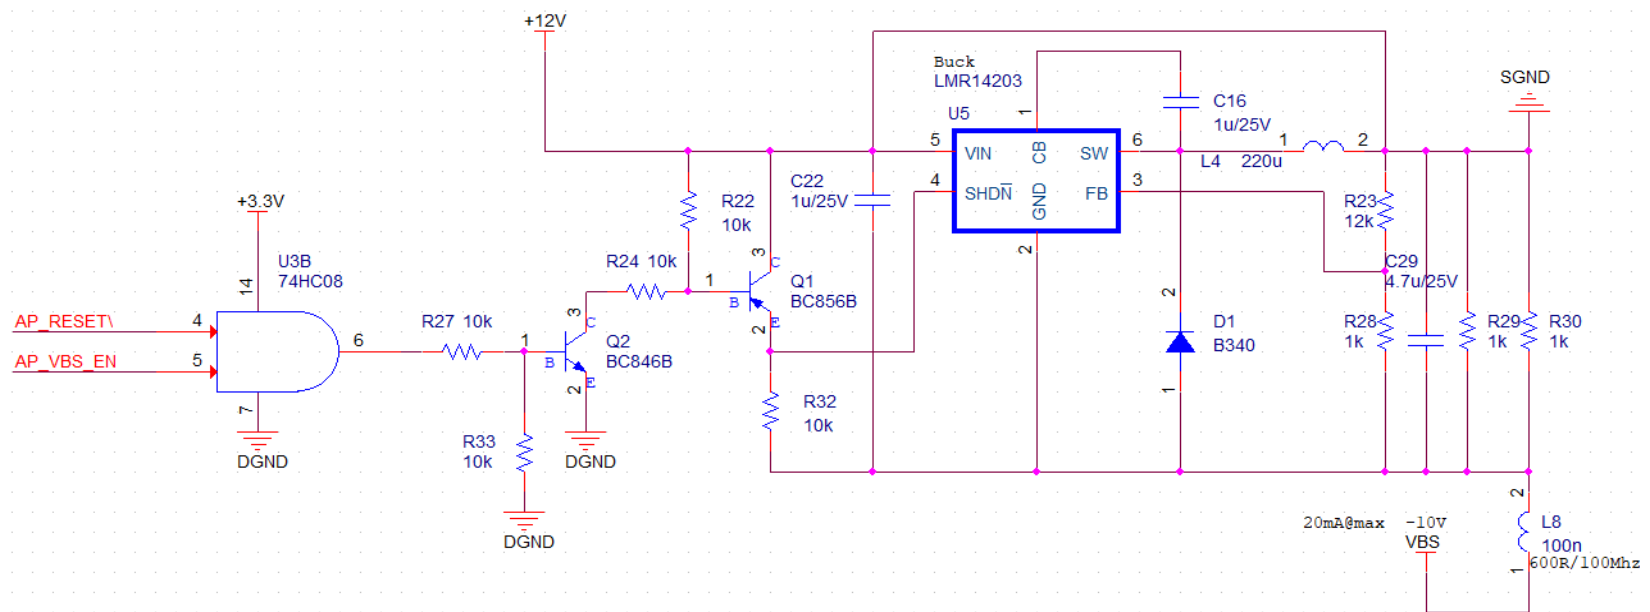 +12V
Buck
LMR14203
SGND
U5
1
C16
1u/25V
5
VIN
CB
SW
6
1
2
L4
220u
4
SHDN
GND
FB
3
2
C22
1u/25V
R22
10k
R23
12k
+3.3V
U3B
74HC08
14
R24 10k
1
B
3
C
Q1
BC856B
2
E
C29
4.7u/25V
2
AP_RESET\
4
AP_VBS_EN
5
6
7
DGND
R27 10k
1
B
3
C
Q2
BC846B
2
E
DGND
D1
B340
1
R28
1k
R29
1k
R30
1k
R32
10k
R33
10k
DGND
20mA@max
-10V
VBS
2
L8
100n
1
600R/100Mhz